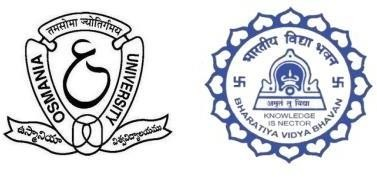 तमसोमा ज्योतिर्गमय
OSMANIA
UNIVERSITY
ع
ఉస్మానియా
విశ్వవిద్యాలయము
भारतीय विद्या भवन
अमृतं तु विद्या
KNOWLEDGE
IS NECTOR
BHARATIYA VIDYA BHAVAN